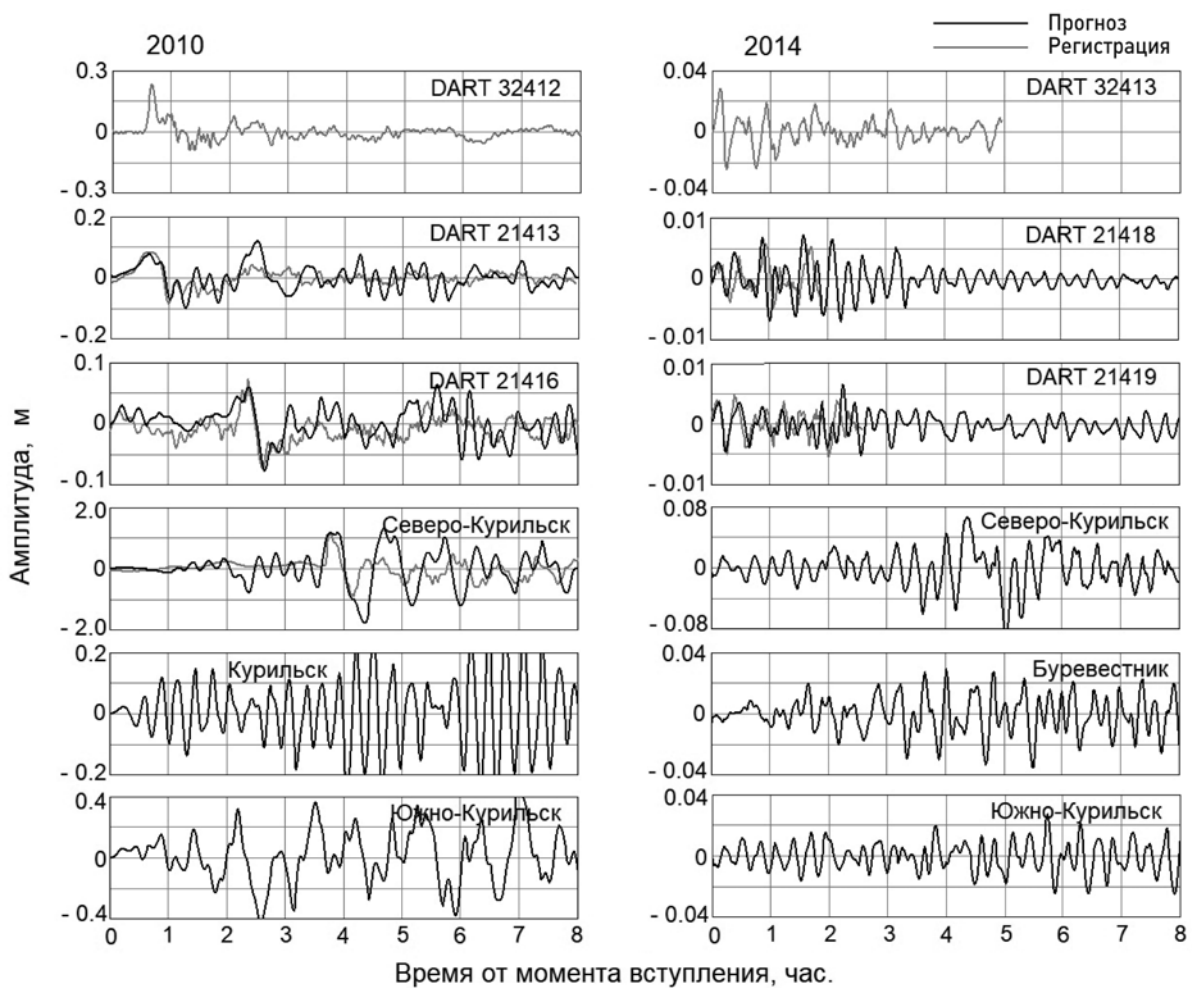 2010
2014
Прогноз
Регистрация
0.3
0
- 0.3
DART 32412
0.04
0
- 0.04
DART 32413
0.2
0
- 0.2
DART 21413
0.01
0
- 0.01
DART 21418
0.1
0
- 0.1
DART 21416
0.01
0
- 0.01
DART 21419
Амплитуда, м
2.0
0
- 2.0
Северо-Курильск
0.08
0
- 0.08
Северо-Курильск
0.2
0
- 0.2
Курильск
0.04
0
- 0.04
Буревестник
0.4
0
- 0.4
Южно-Курильск
0.04
0
- 0.04
Южно-Курильск
0 1 2 3 4 5 6 7 8
0 1 2 3 4 5 6 7 8
Время от момента вступления, час.